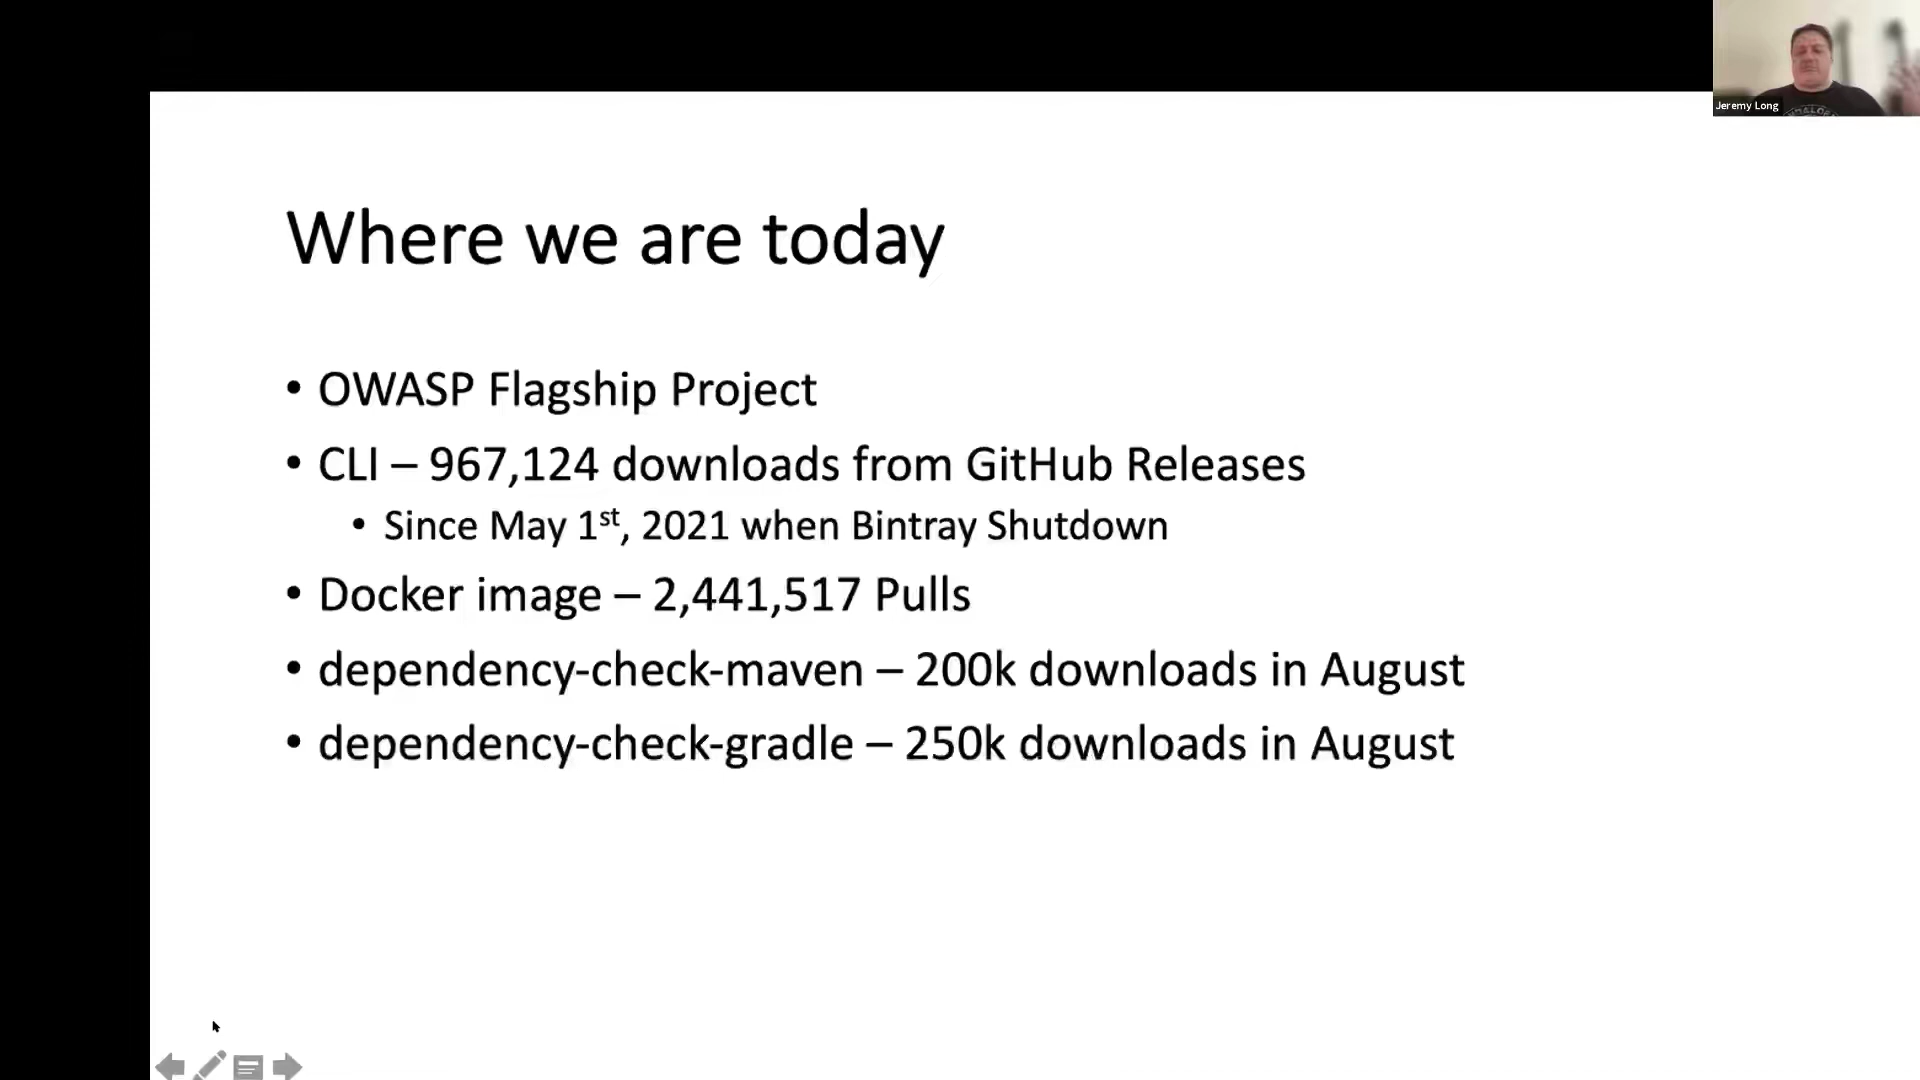 Jeremy Long
Where we are today
• OWASP Flagship Project
• CLI – 967,124 downloads from GitHub Releases
• Since May 1st, 2021 when Bintray Shutdown
• Docker image – 2,441,517 Pulls
• dependency-check-maven – 200k downloads in August
• dependency-check-gradle – 250k downloads in August